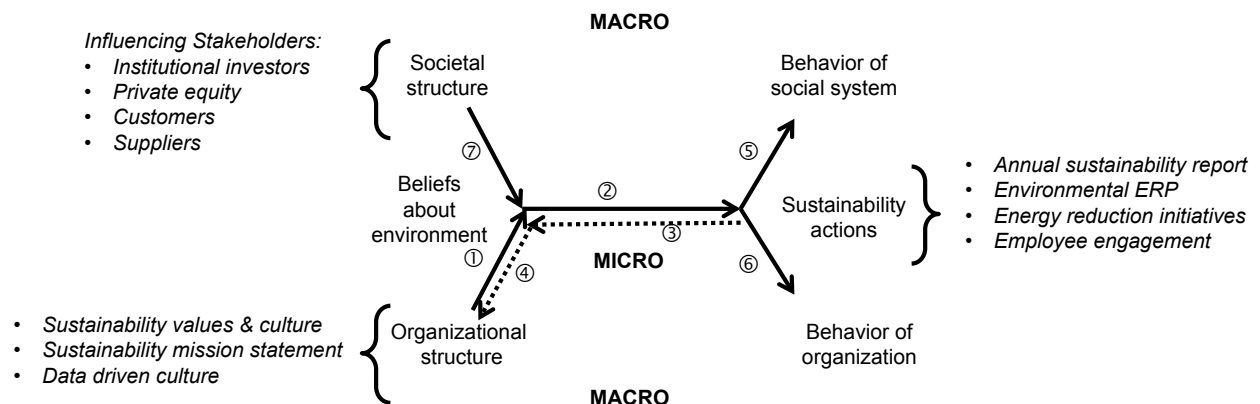 MACRO
Influencing Stakeholders:
• Institutional investors
• Private equity
• Customers
• Suppliers
Societal
structure
Behavior of
social system
⑦
⑤
Beliefs
about
environment
②
③
①
④
MICRO
⑥
Sustainability
actions
• Annual sustainability report
• Environmental ERP
• Energy reduction initiatives
• Employee engagement
• Sustainability values & culture
• Sustainability mission statement
• Data driven culture
Organizational
structure
Behavior of
organization
MACRO